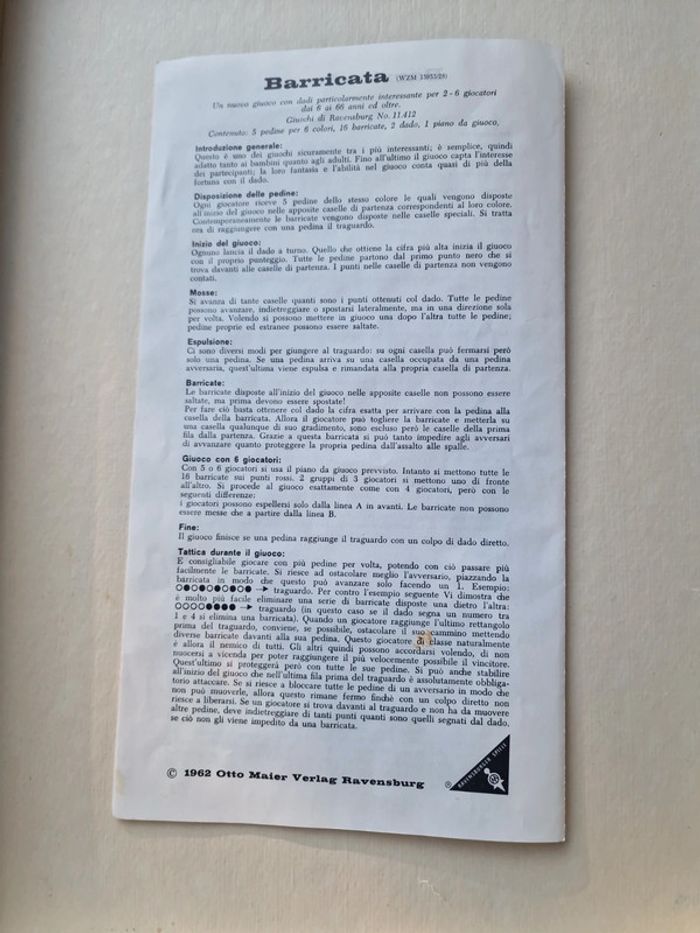 Barricata (WZM 15955/28)
Un nuovo giuoco con dadi particolarmente interessante per 2 - 6 giocatori
dai 6 ai 66 anni ed oltre.
Giuochi di Ravensburg No. 11.412
Contenuto: 5 pedine per 6 colori, 16 barricate, 2 dado, 1 piano da giuoco,
Introduzione generale:
Questo è uno dei giuochi sicuramente tra i più interessanti; è semplice, quindi
adatto tanto ai bambini quanto agli adulti. Fino all'ultimo il giuoco capta l'interesse
dei partecipanti; la loro fantasia e l'abilità nel giuoco conta quasi di più della
fortuna con il dado.
Disposizione delle pedine:
Ogni giocatore riceve 5 pedine dello stesso colore le quali vengono disposte
all'inizio del giuoco nelle apposite caselle di partenza corrispondenti al loro colore.
Contemporaneamente le barricate vengono disposte nelle caselle speciali. Si tratta
ora di raggiungere con una pedina il traguardo.
Inizio del giuoco:
Ognuno lancia il dado a turno. Quello che ottiene la cifra più alta inizia il giuoco
con il proprio punteggio. Tutte le pedine partono dal primo punto nero che si
trova davanti alle caselle di partenza. I punti nelle caselle di partenza non vengono
contati.
Mosse:
Si avanza di tante caselle quanti sono i punti ottenuti col dado. Tutte le pedine
possono avanzare, indietreggiare o spostarsi lateralmente, ma in una direzione sola
per volta. Volendo si possono mettere in giuoco una dopo l'altra tutte le pedine;
pedine proprie ed estranee possono essere saltate.
Espulsione:
Ci sono diversi modi per giungere al traguardo: su ogni casella può fermarsi però
solo una pedina. Se una pedina arriva su una casella occupata da una pedina
avversaria, quest'ultima viene espulsa e rimandata alla propria casella di partenza.
Barricate:
Le barricate disposte all'inizio del giuoco nelle apposite caselle non possono essere
saltate, ma prima devono essere spostate!
Per far ciò basta ottenere col dado la cifra esatta per arrivare con la pedina alla
casella della barricata. Allora il giocatore può togliere la barricate e metterla su
una casella qualunque di suo gradimento, sono escluso però le caselle della prima
fila dalla partenza. Grazie a questa barricata si può tanto impedire agli avversari
di avvanzare quanto proteggere la propria pedina dall'assalto alle spalle.
Giuoco con 6 giocatori:
Con 5 o 6 giocatori si usa il piano da giuoco prevvisto. Intanto si mettono tutte le
16 barricate sui punti rossi. 2 gruppi di 3 giocatori si mettono uno di fronte
all'altro. Si procede al giuoco esattamente come con 4 giocatori, però con le
seguenti differenze:
i giocatori possono espellersi solo dalla linea A in avanti. Le barricate non possono
essere messe che a partire dalla linea B.
Fine:
Il giuoco finisce se una pedina raggiunge il traguardo con un colpo di dado diretto.
Tattica durante il giuoco:
E consigliabile giocare con più pedine per volta, potendo con ciò passare più
facilmente le barricate. Si riesce ad ostacolare meglio l'avversario, piazzando la
barricata in modo che questo può avanzare solo facendo un 1. Esempio:
○●○●○●○●○● → traguardo. Per contro l'esempio seguente Vi dimostra che
è molto più facile eliminare una serie di barricate disposte una dietro l'altra:
○○○○●●●● → traguardo (in questo caso se il dado segna un numero tra
1 e 4 si elimina una barricata). Quando un giocatore raggiunge l'ultimo rettangolo
prima del traguardo, conviene, se possibile, ostacolare il suo cammino mettendo
diverse barricate davanti alla sua pedina. Questo giocatore di classe naturalmente
è allora il nemico di tutti. Gli altri quindi possono accordarsi volendo, di non
nuocersi a vicenda per poter raggiungere il più velocemente possibile il vincitore.
Quest'ultimo si proteggerà però con tutte le sue pedine. Si può anche stabilire
all'inizio del giuoco che nell'ultima fila prima del traguardo è assolutamente obbliga-
torio attaccare. Se si riesce a bloccare tutte le pedine di un avversario in modo che
non può muoverle, allora questo rimane fermo finchè con un colpo diretto non
riesce a liberarsi. Se un giocatore si trova davanti al traguardo e non ha da muovere
altre pedine, deve indietreggiare di tanti punti quanti sono quelli segnati dal dado,
se ciò non gli viene impedito da una barricata.
© 1962 Otto Maier Verlag Ravensburg
® RAVENSBURGER SPIELE